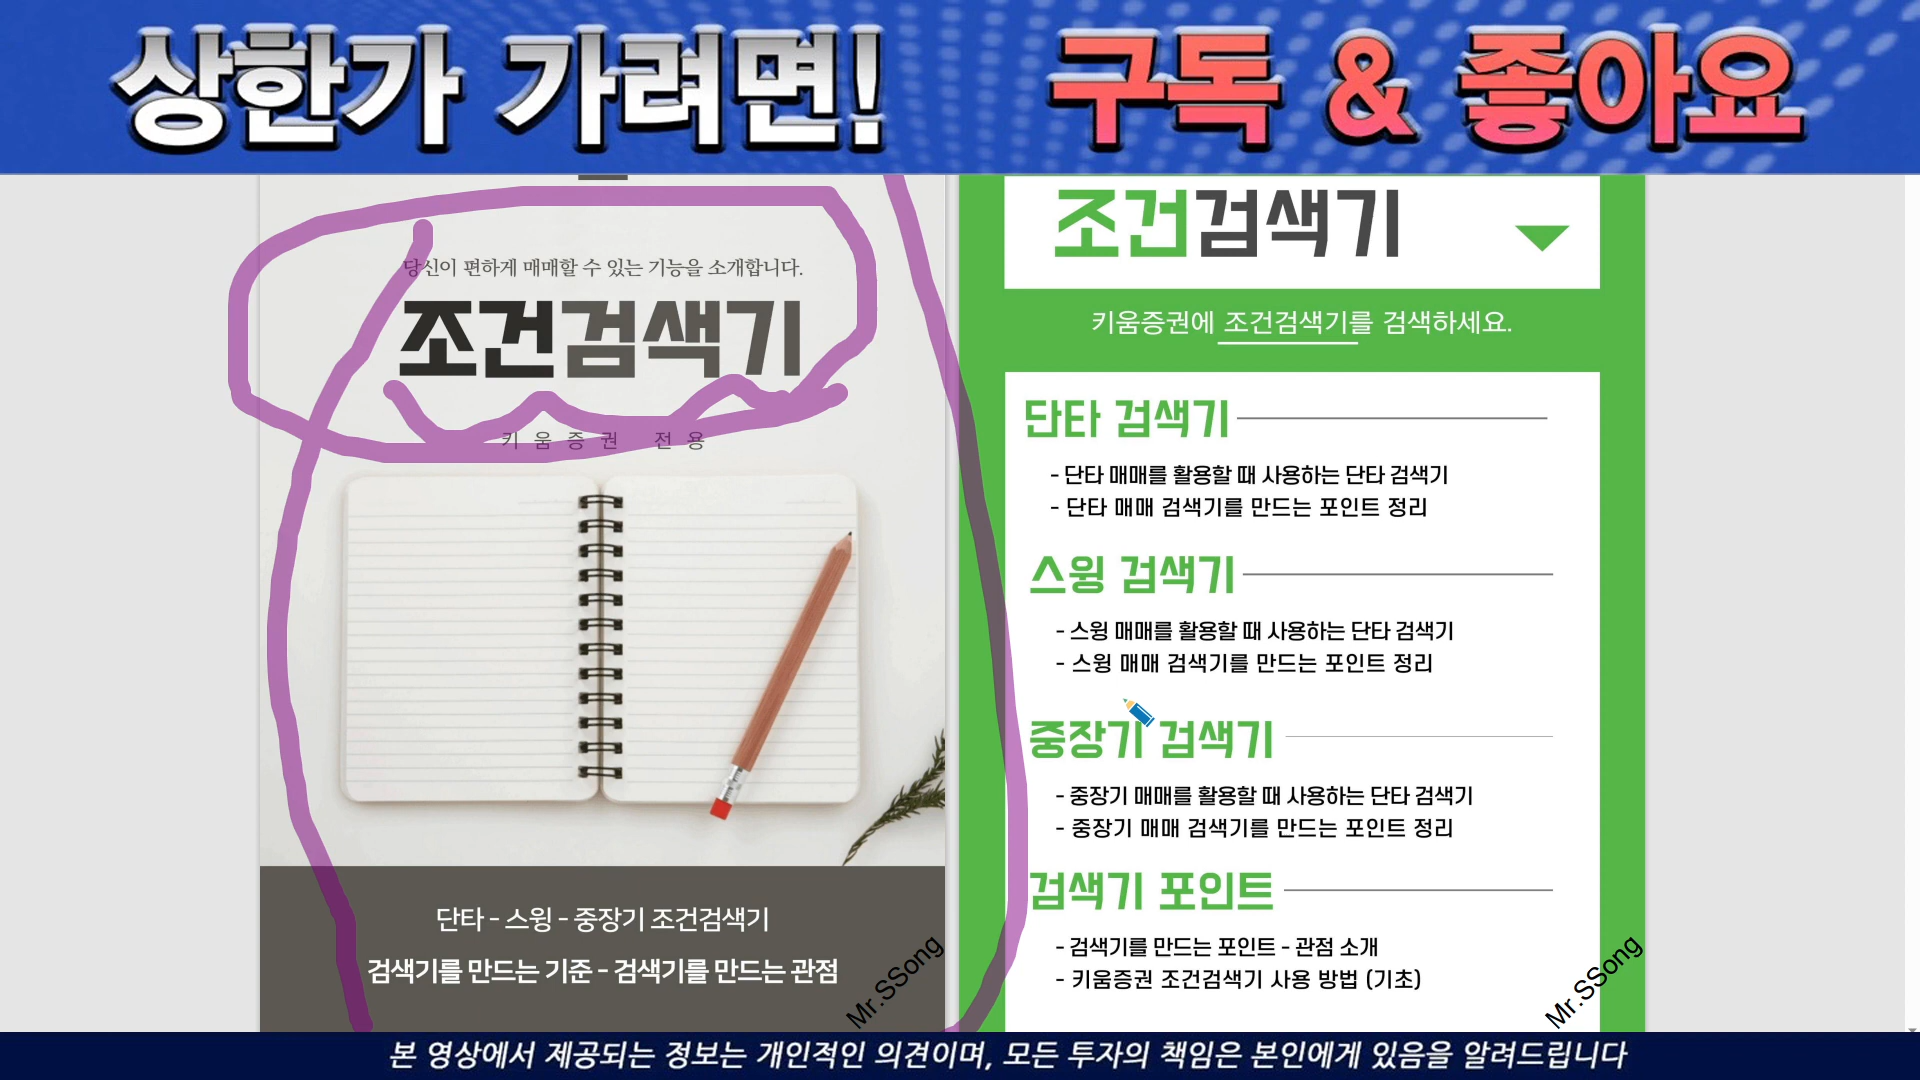 상한가 가려면! 구독 & 좋아요
당신이 편하게 매매할 수 있는 기능을 소개합니다.
조건검색기
키움증권 전용
단타 - 스윙 - 중장기 조건검색기
검색기를 만드는 기준 - 검색기를 만드는 관점
Mr.SSong
조건검색기
키움증권에 조건검색기를 검색하세요.
단타 검색기
- 단타 매매를 활용할 때 사용하는 단타 검색기
- 단타 매매 검색기를 만드는 포인트 정리
스윙 검색기
- 스윙 매매를 활용할 때 사용하는 단타 검색기
- 스윙 매매 검색기를 만드는 포인트 정리
중장기 검색기
- 중장기 매매를 활용할 때 사용하는 단타 검색기
- 중장기 매매 검색기를 만드는 포인트 정리
검색기 포인트
- 검색기를 만드는 포인트 - 관점 소개
- 키움증권 조건검색기 사용 방법 (기초)
Mr.SSong
본 영상에서 제공되는 정보는 개인적인 의견이며, 모든 투자의 책임은 본인에게 있음을 알려드립니다